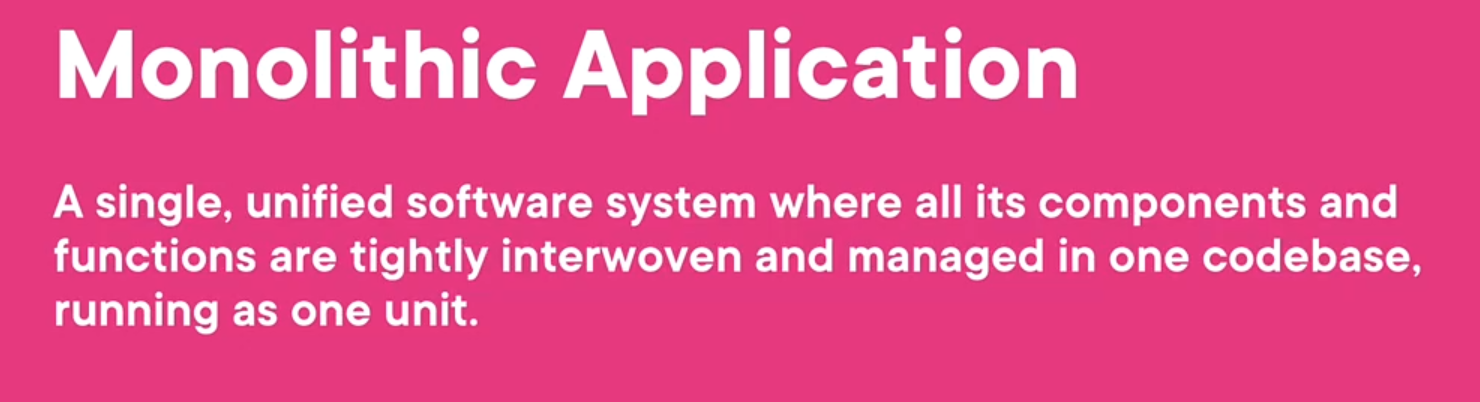 Monolithic Application
A single, unified software system where all its components and
functions are tightly interwoven and managed in one codebase,
running as one unit.